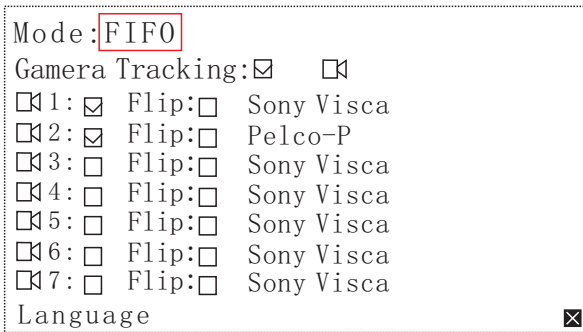 Mode:FIFO
Gamera Tracking:
1: Flip: Sony Visca
2: Flip: Pelco-P
3: Flip: Sony Visca
4: Flip: Sony Visca
5: Flip: Sony Visca
6: Flip: Sony Visca
7: Flip: Sony Visca
Language